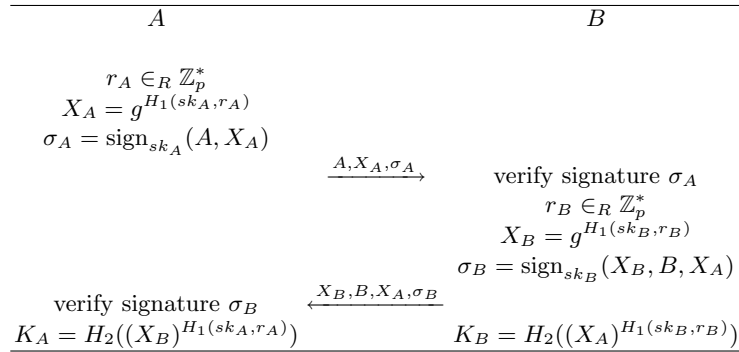 A B
r_A ∈_R ℤ_p^*
X_A = g^{H_1(sk_A,r_A)}
σ_A = sign_{sk_A}(A, X_A)
A,X_A,σ_A
verify signature σ_A
r_B ∈_R ℤ_p^*
X_B = g^{H_1(sk_B,r_B)}
σ_B = sign_{sk_B}(X_B, B, X_A)
verify signature σ_B X_B,B,X_A,σ_B
K_A = H_2((X_B)^{H_1(sk_A,r_A)}) K_B = H_2((X_A)^{H_1(sk_B,r_B)})